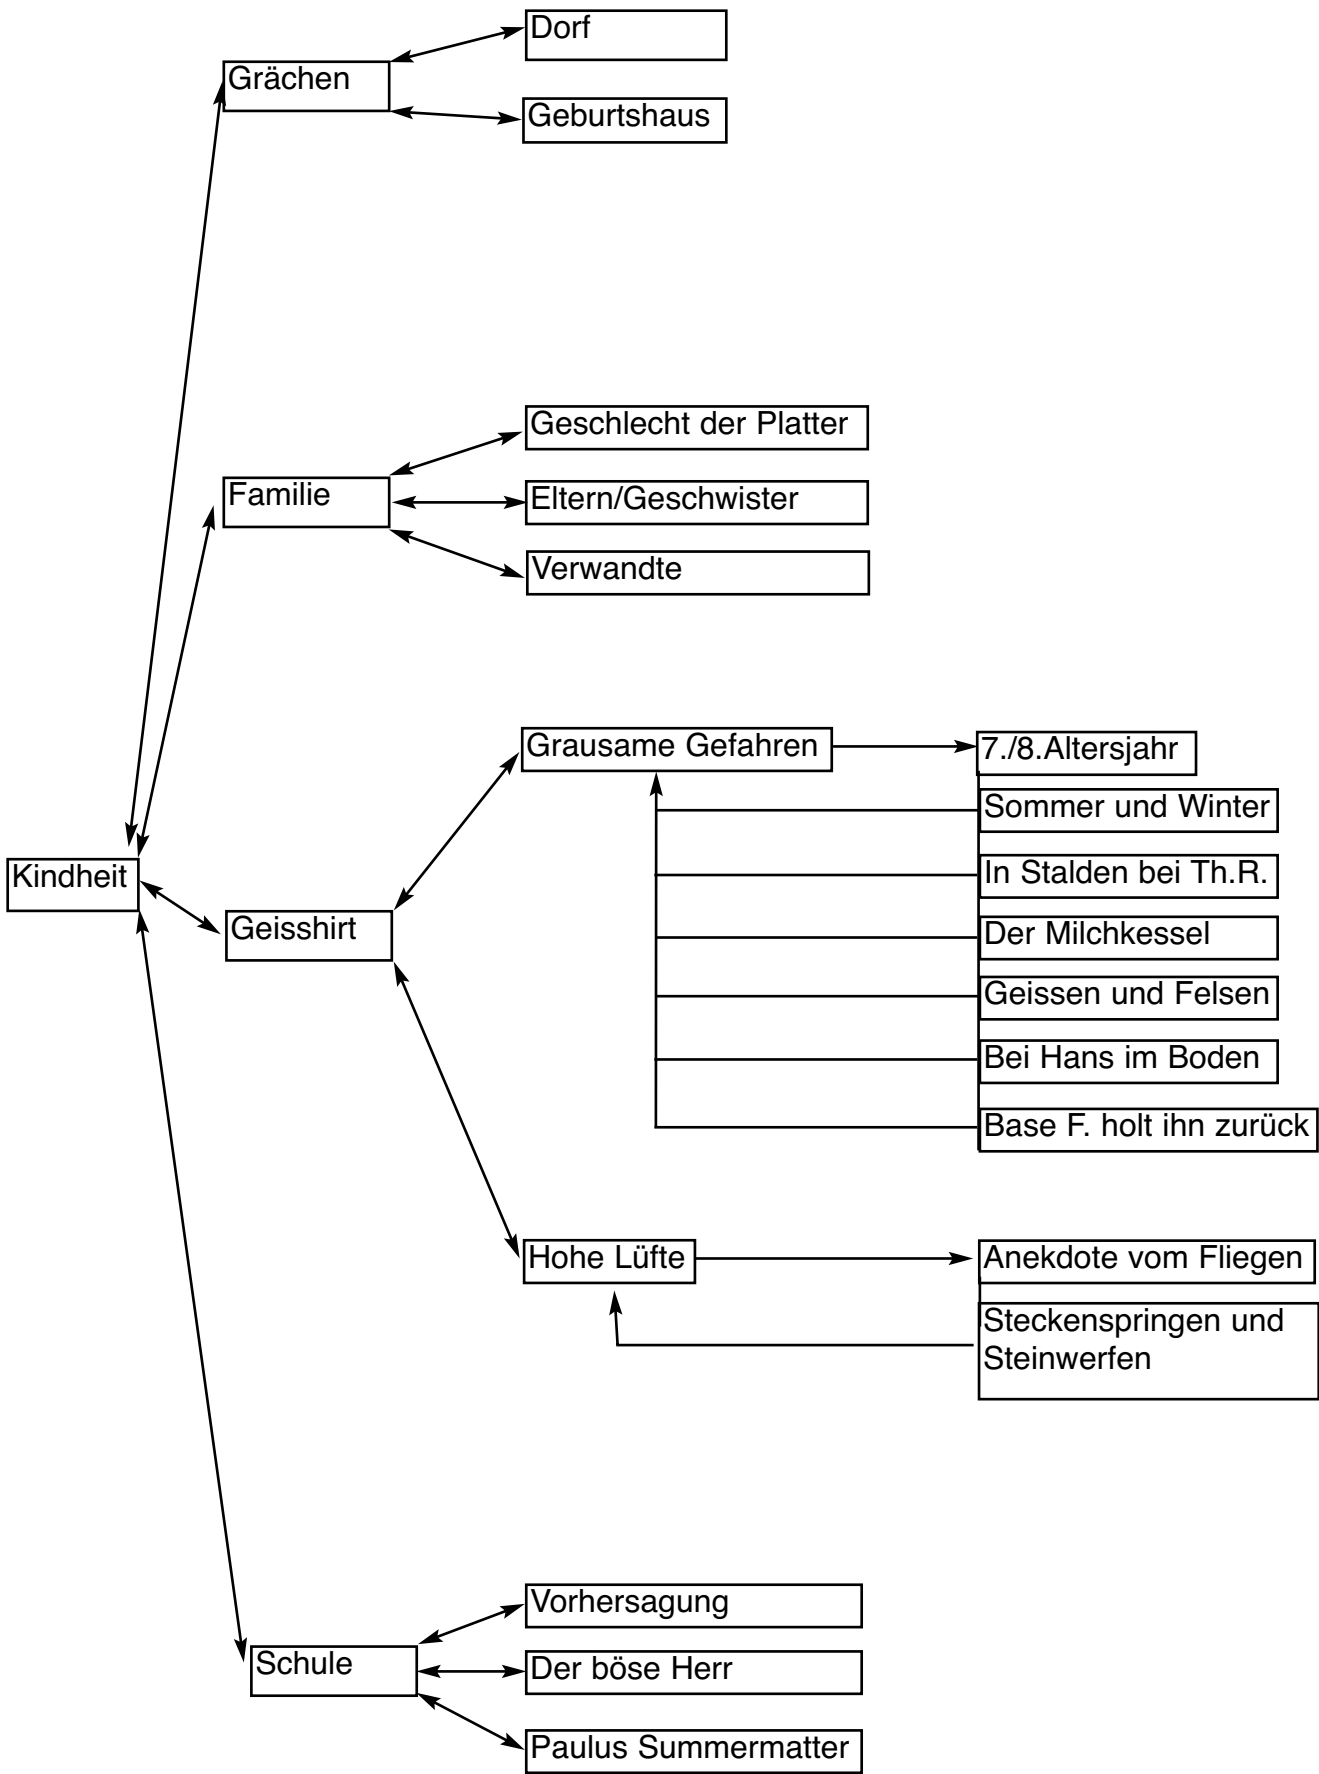 Dorf
Grächen
Geburtshaus
Geschlecht der Platter
Familie
Eltern/Geschwister
Verwandte
Grausame Gefahren
7./8.Altersjahr
Sommer und Winter
Kindheit
In Stalden bei Th.R.
Geisshirt
Der Milchkessel
Geissen und Felsen
Bei Hans im Boden
Base F. holt ihn zurück
Hohe Lüfte
Anekdote vom Fliegen
Steckenspringen und
Steinwerfen
Vorhersagung
Schule
Der böse Herr
Paulus Summermatter